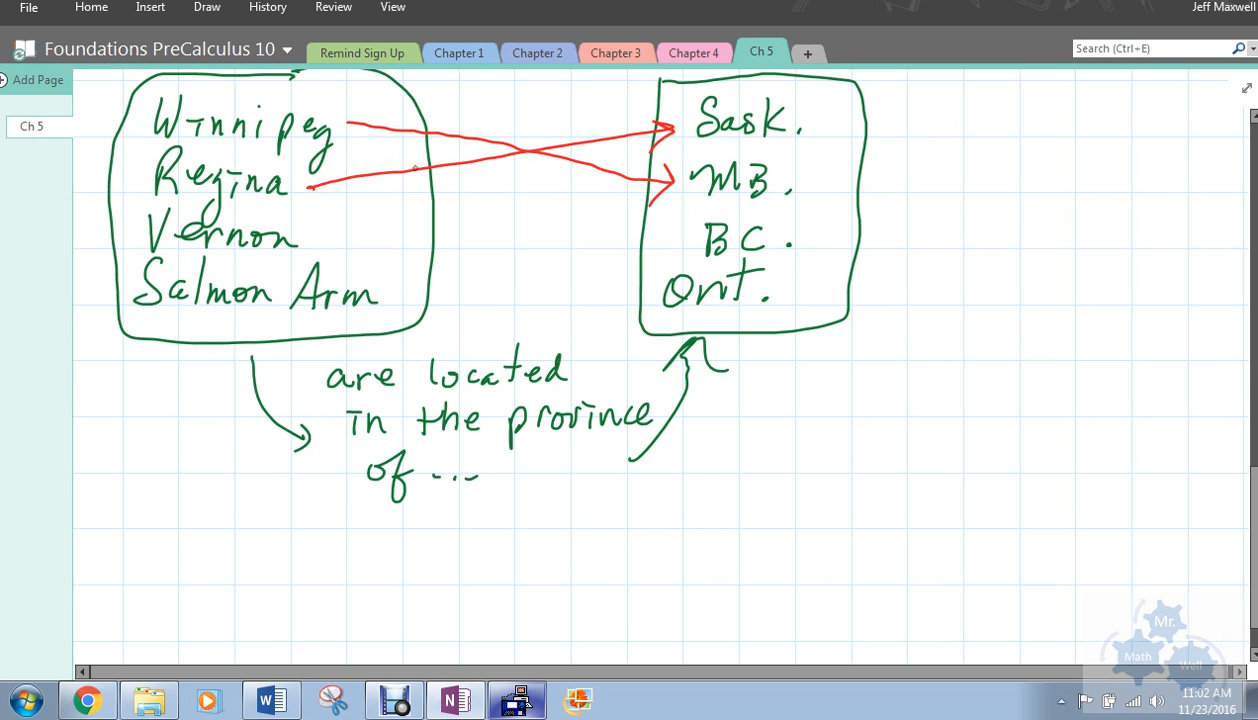 File Home Insert Draw History Review View Jeff Maxwell
Foundations PreCalculus 10 Remind Sign Up Chapter 1 Chapter 2 Chapter 3 Chapter 4 Ch 5 Search (Ctrl+E)
Add Page
Ch 5
Winnipeg
Regina
Vernon
Salmon Arm
Sask.
MB.
BC.
Ont.
are located
in the province
of ...
Mr.
Math Well
11:02 AM
11/23/2016